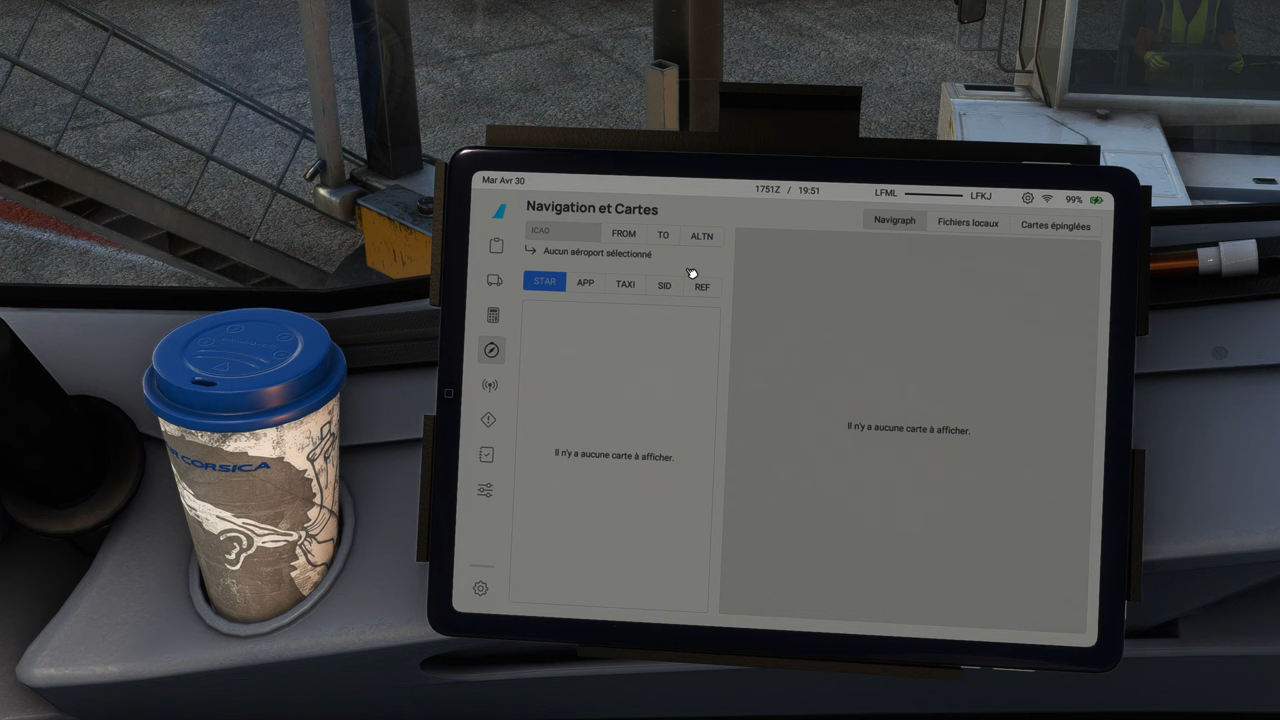 Mar Avr 30
1751Z / 19:51
LFML
LFKJ
99%
Navigation et Cartes
Navigraph
Fichiers locaux
Cartes épinglées
ICAO
FROM
TO
ALTN
Aucun aéroport sélectionné
STAR
APP
TAXI
SID
REF
Il n'y a aucune carte à afficher.
Il n'y a aucune carte à afficher.
R CORSICA